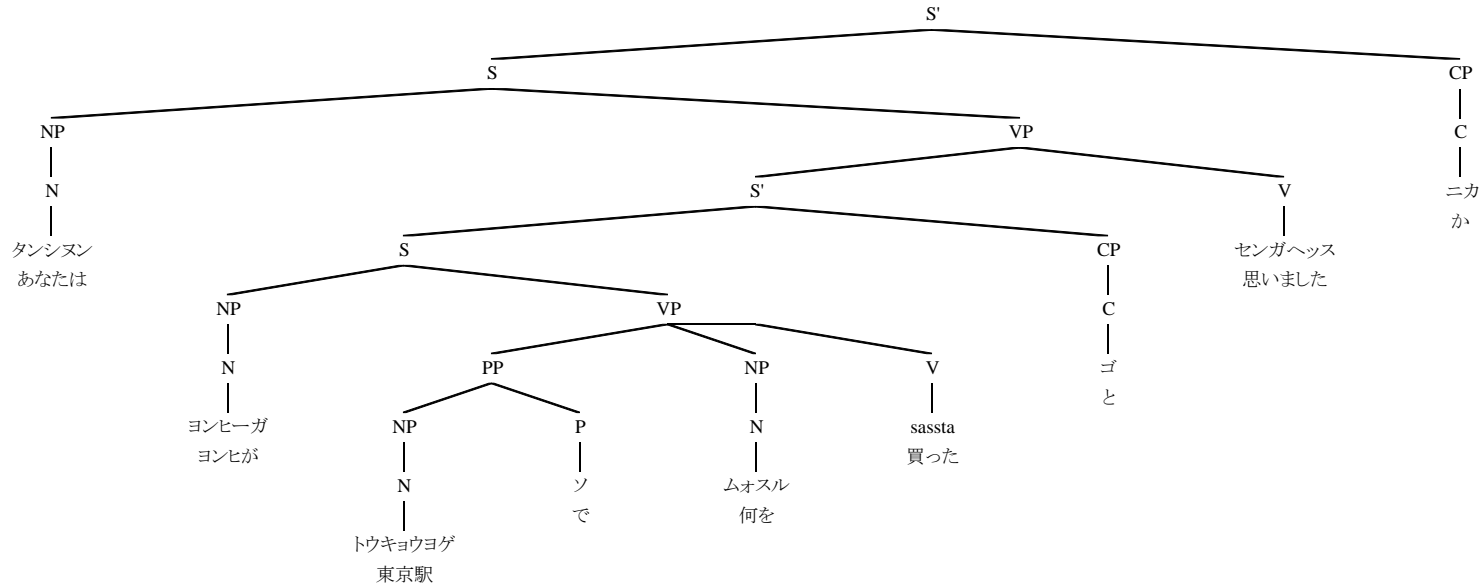 S'
S CP
NP VP C
N S' V ニカ
か
タンシヌン S CP センガヘッス
あなたは 思いました
NP VP C
N PP NP V ゴ
と
ヨンヒーガ NP P N sassta
ヨンヒが 買った
N ソ ムォスル
で 何を
トウキョウヨゲ
東京駅